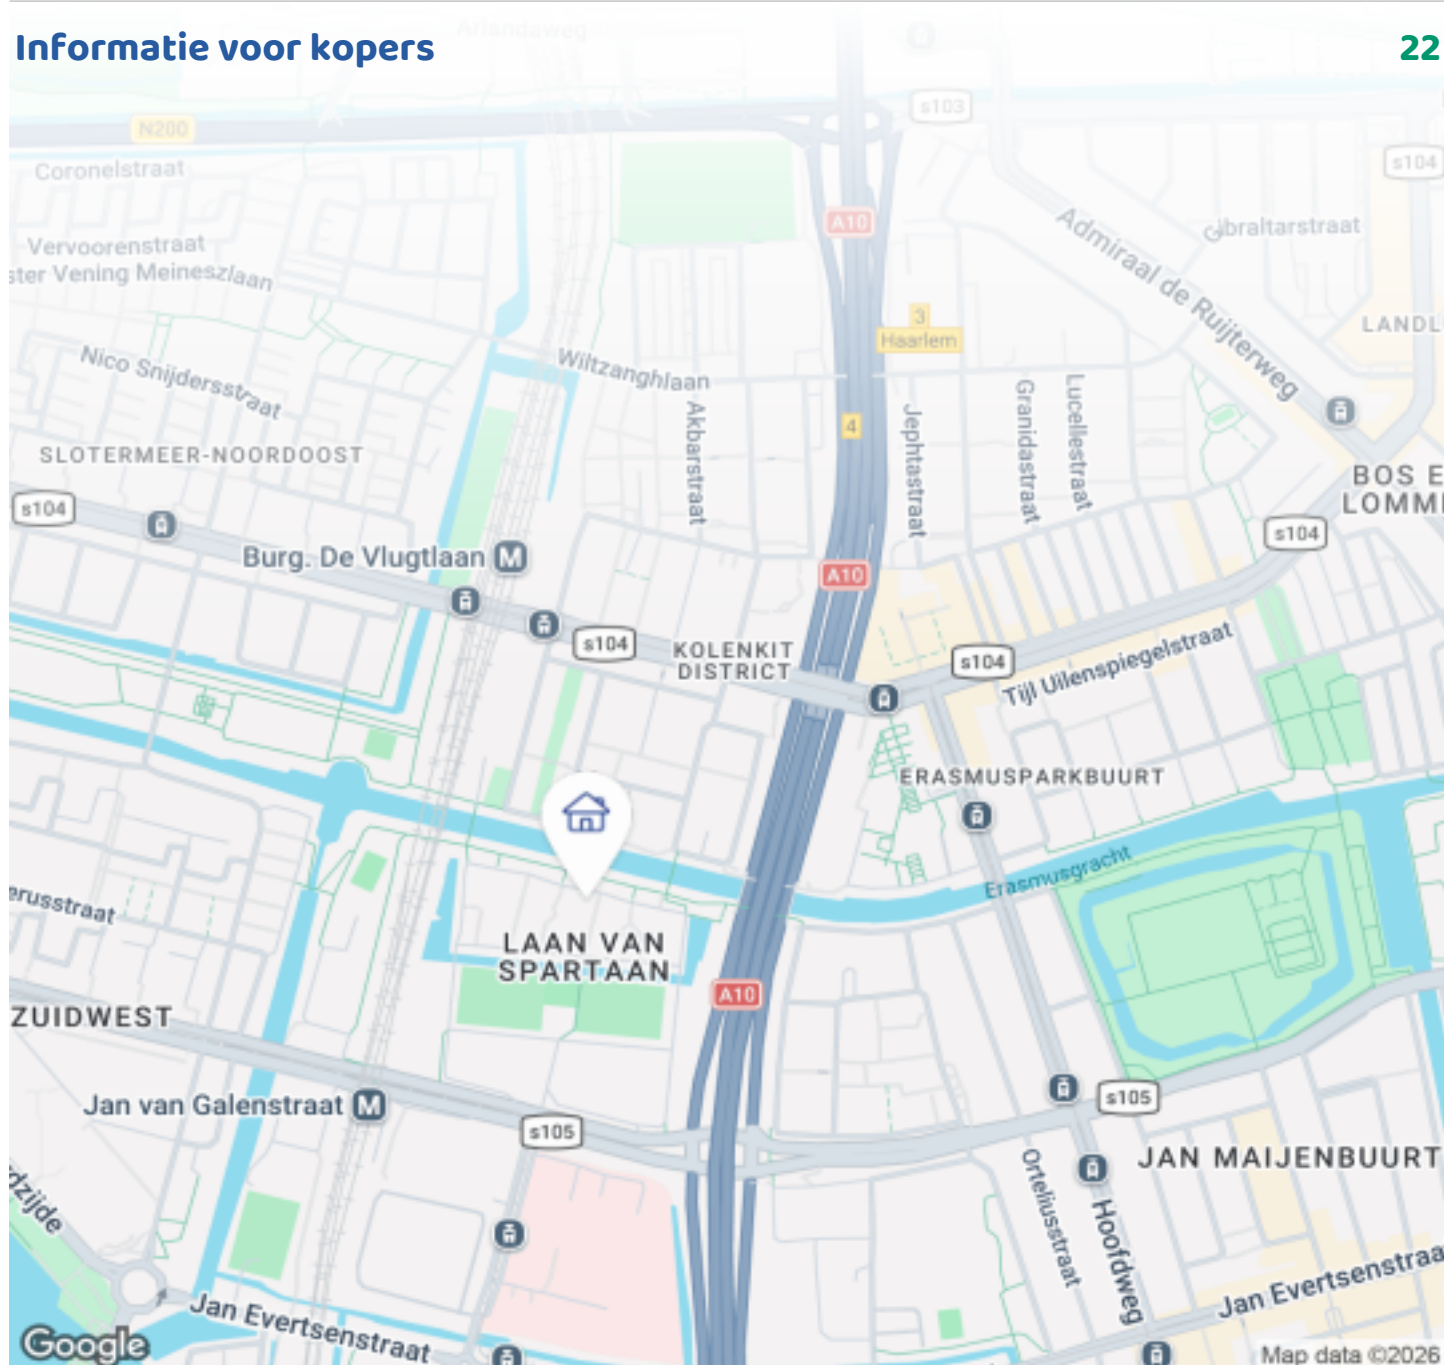 Ariandaweg
Informatie voor kopers
22
s103
N200
Coronelstraat
s104
A10
Admiraal de Ruijterweg
Gibraltarstraat
Vervoorenstraat
ster Vening Meineszlaan
3
Haarlem
LANDL
Nico Snijdersstraat
Wiltzanghlaan
Akbarstraat
4
Jephtastraat
Granidastraat
Lucellestraat
SLOTERMEER-NOORDOOST
BOS E
LOMM
s104
s104
Burg. De Vlugtlaan M
A10
s104
KOLENKIT
DISTRICT
s104
Tijl Uilenspiegelstraat
ERASMUSPARKBUURT
Erasmusgracht
erusstraat
LAAN VAN
SPARTAAN
A10
ZUIDWEST
Jan van Galenstraat M
s105
s105
JAN MAIJENBUURT
Orteliusstraat
Hoofdweg
dzijde
Jan Evertsenstraat
Jan Evertsenstraa
Google
Map data ©2026